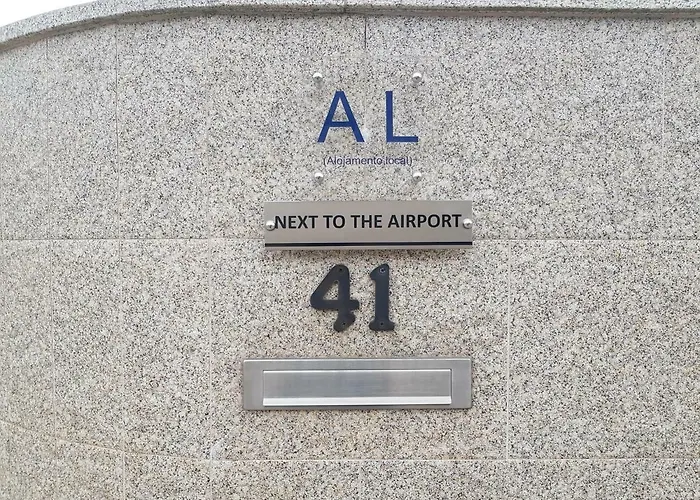 A L
(Alojamento local)
NEXT TO THE AIRPORT
41